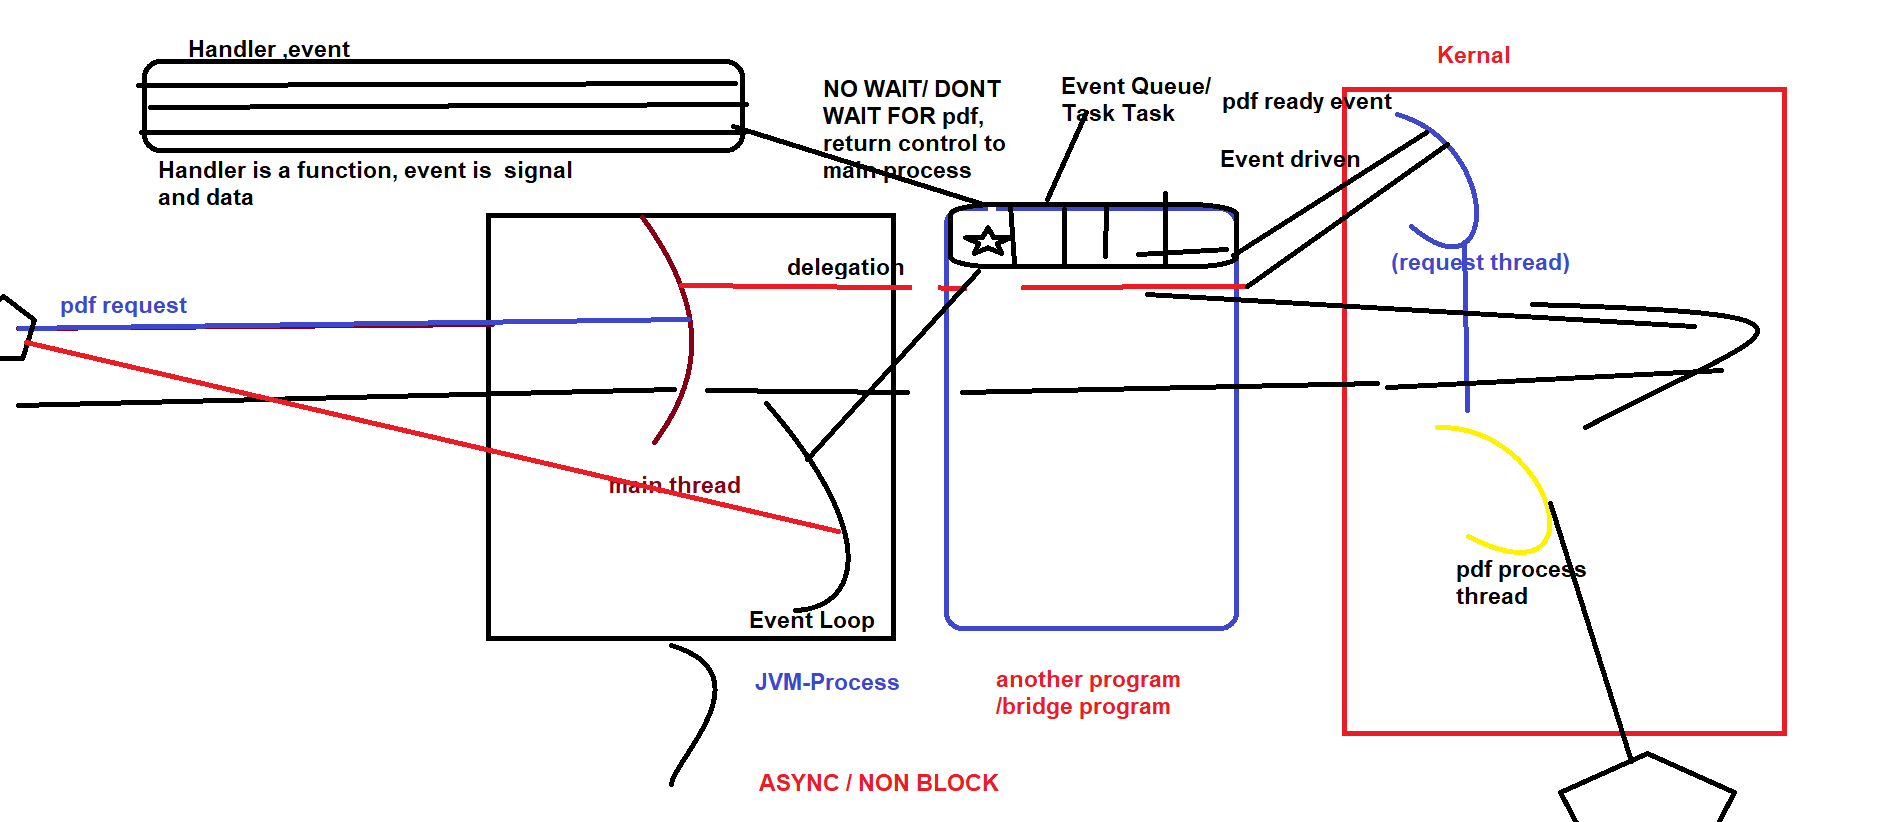 Handler ,event
Handler is a function, event is  signal
and data
NO WAIT/ DONT
WAIT FOR pdf,
return control to
main process
Event Queue/
Task Task
Kernal
pdf ready event
Event driven
(request thread)
delegation
pdf request
main thread
Event Loop
pdf process
thread
JVM-Process
another program
/bridge program
ASYNC / NON BLOCK